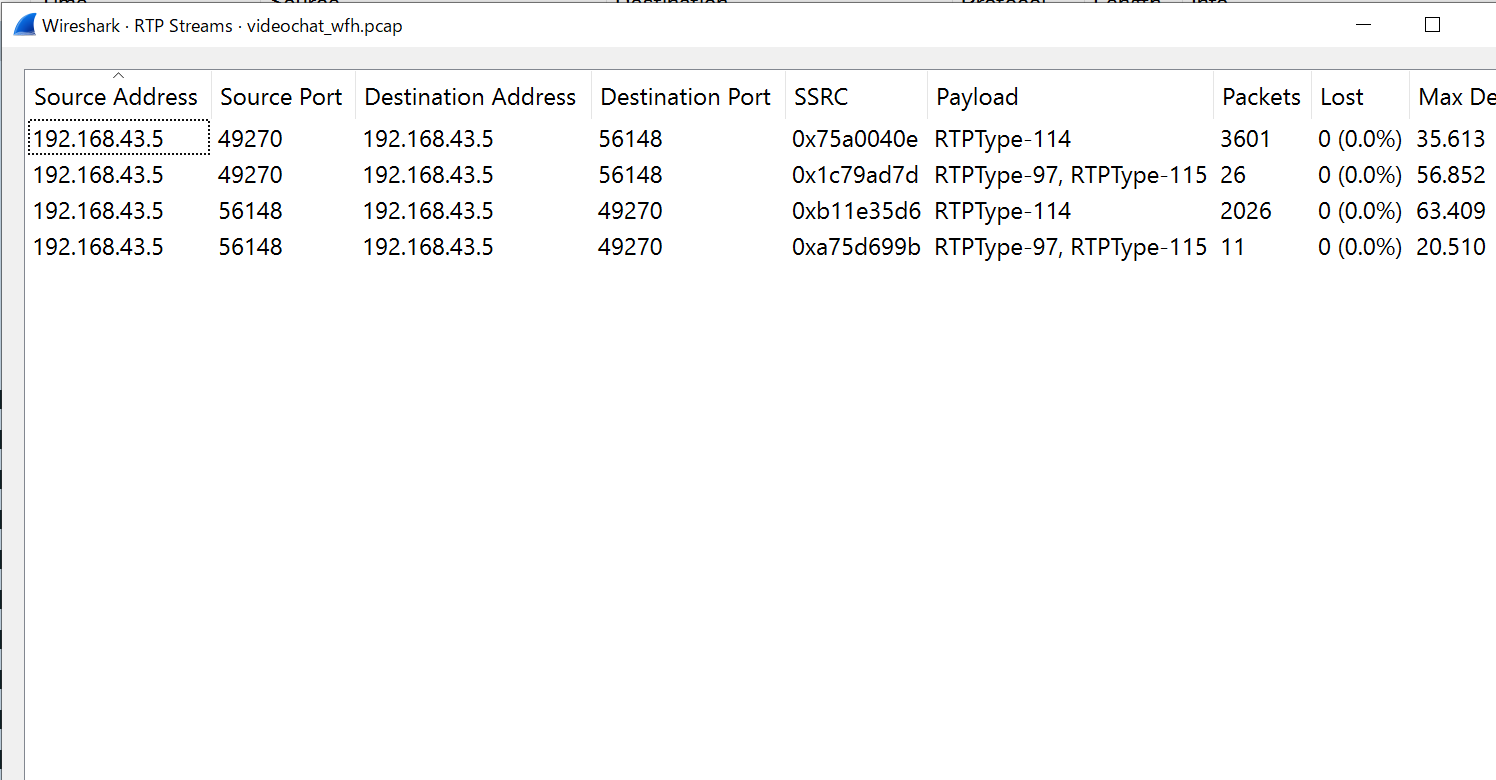 Wireshark · RTP Streams · videochat_wfh.pcap
Source Address Source Port Destination Address Destination Port SSRC Payload Packets Lost Max De
192.168.43.5 49270 192.168.43.5 56148 0x75a0040e RTPType-114 3601 0 (0.0%) 35.613
192.168.43.5 49270 192.168.43.5 56148 0x1c79ad7d RTPType-97, RTPType-115 26 0 (0.0%) 56.852
192.168.43.5 56148 192.168.43.5 49270 0xb11e35d6 RTPType-114 2026 0 (0.0%) 63.409
192.168.43.5 56148 192.168.43.5 49270 0xa75d699b RTPType-97, RTPType-115 11 0 (0.0%) 20.510